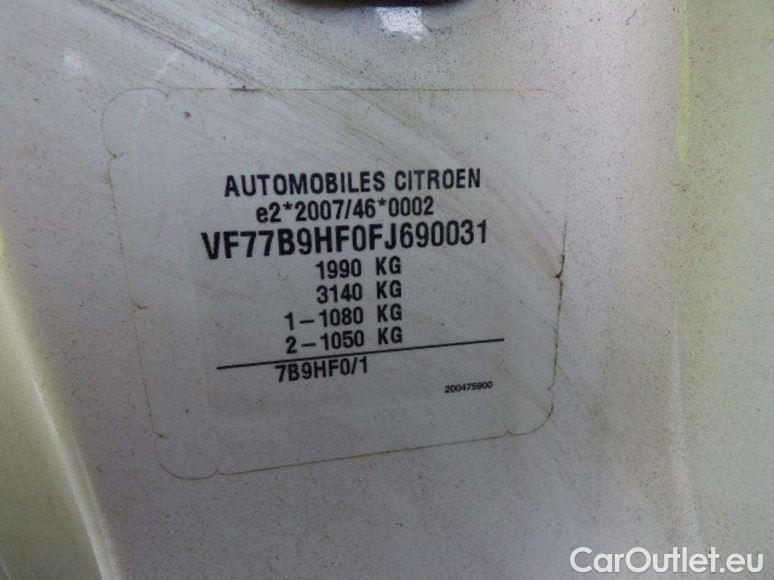 AUTOMOBILES CITROEN
e2*2007/46*0002
VF77B9HF0FJ690031
1990 KG
3140 KG
1-1080 KG
2-1050 KG
7B9HF0/1
200475900
CarOutlet.eu